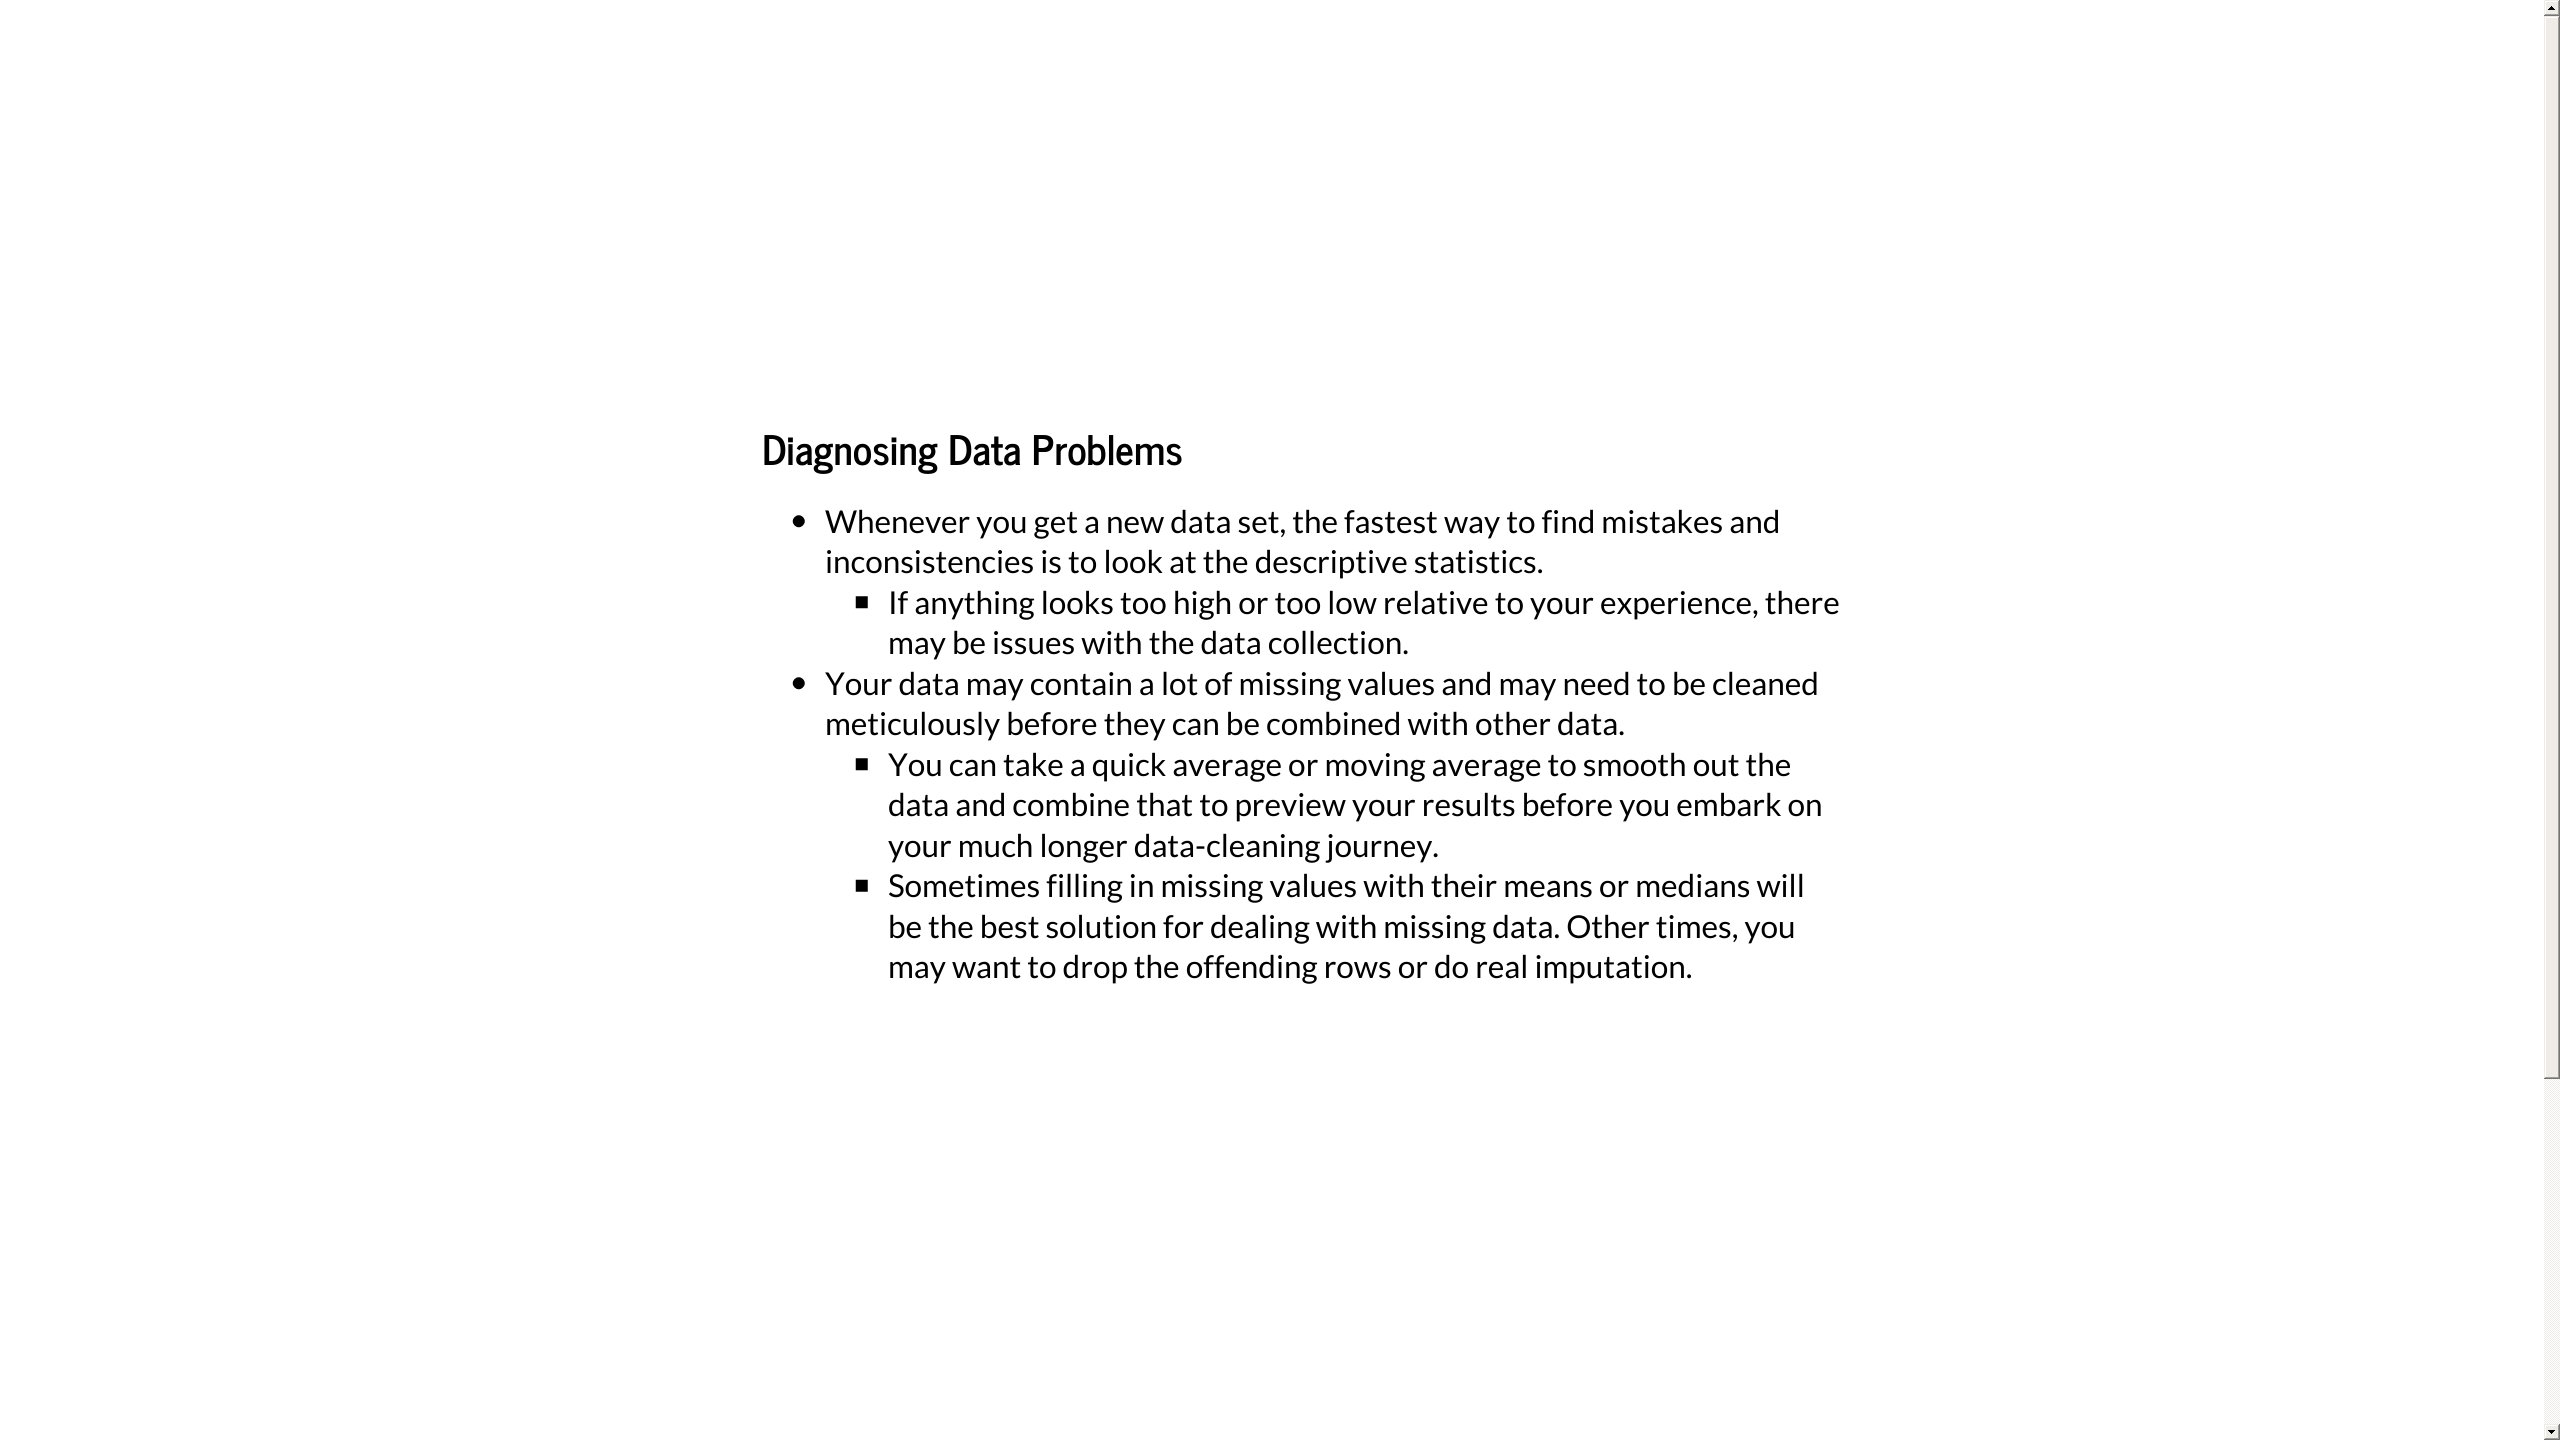 Diagnosing Data Problems
Whenever you get a new data set, the fastest way to find mistakes and
inconsistencies is to look at the descriptive statistics.
If anything looks too high or too low relative to your experience, there
may be issues with the data collection.
Your data may contain a lot of missing values and may need to be cleaned
meticulously before they can be combined with other data.
You can take a quick average or moving average to smooth out the
data and combine that to preview your results before you embark on
your much longer data-cleaning journey.
Sometimes filling in missing values with their means or medians will
be the best solution for dealing with missing data. Other times, you
may want to drop the offending rows or do real imputation.